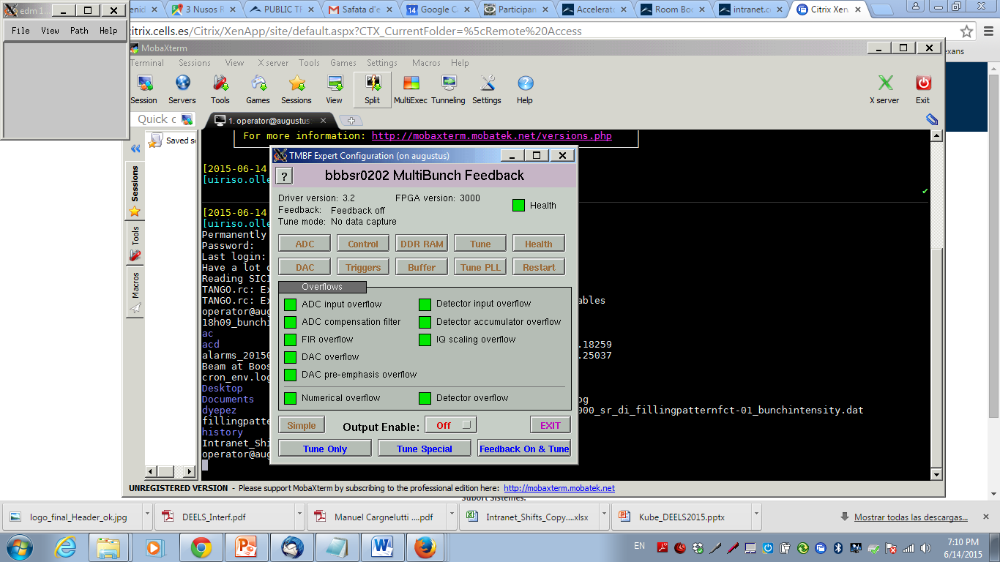 edm 1...
File View Path Help
enid
3 Nusos R
PUBLIC TF
Safata d'e
Google C
Participar
Accelerato
Room Boo
intranet.ce
Citrix XenA
citrix.cells.es/Citrix/XenApp/site/default.aspx?CTX_CurrentFolder=%5cRemote%20Access
exans
MobaXterm
Terminal Sessions View X server Tools Games Settings Macros Help
Session Servers Tools Games Sessions View Split MultiExec Tunneling Settings Help X server Exit
Quick c
1. operator@augustus
Saved se
Sessions
Tools
Macros
For more information: http://mobaxterm.mobatek.net/versions.php
[2015-06-14
[uiriso.olle
[2015-06-14
[uiriso.olle
Permanently
Password:
Last login:
Have a lot o
Reading SICI
TANGO.rc: Ex
TANGO.rc: Ex ables
operator@aug
18h09_bunchin
ac
acd .18259
alarms_20150 .25037
Beam at Boos
cron_env.log
Desktop
Documents og
dyepez 000_sr_di_fillingpatternfct-01_bunchintensity.dat
fillingpatte
history
Intranet_Shi
operator@aug
TMBF Expert Configuration (on augustus)
?
bbbsr0202 MultiBunch Feedback
Driver version: 3.2 FPGA version: 3000
Health
Feedback: Feedback off
Tune mode: No data capture
ADC Control DDR RAM Tune Health
DAC Triggers Buffer Tune PLL Restart
Overflows
ADC input overflow Detector input overflow
ADC compensation filter Detector accumulator overflow
FIR overflow IQ scaling overflow
DAC overflow
DAC pre-emphasis overflow
Numerical overflow Detector overflow
Simple Output Enable: Off EXIT
Tune Only Tune Special Feedback On & Tune
UNREGISTERED VERSION - Please support MobaXterm by subscribing to the professional edition here: http://mobaxterm.mobatek.net
Suport Sistemes.
logo_final_Header_ok.jpg
DEELS_Interf.pdf
Manuel Cargnelutti ....pdf
Intranet_Shifts_Copy....xlsx
Kube_DEELS2015.pptx
Mostrar todas las descargas...
EN
7:10 PM
6/14/2015